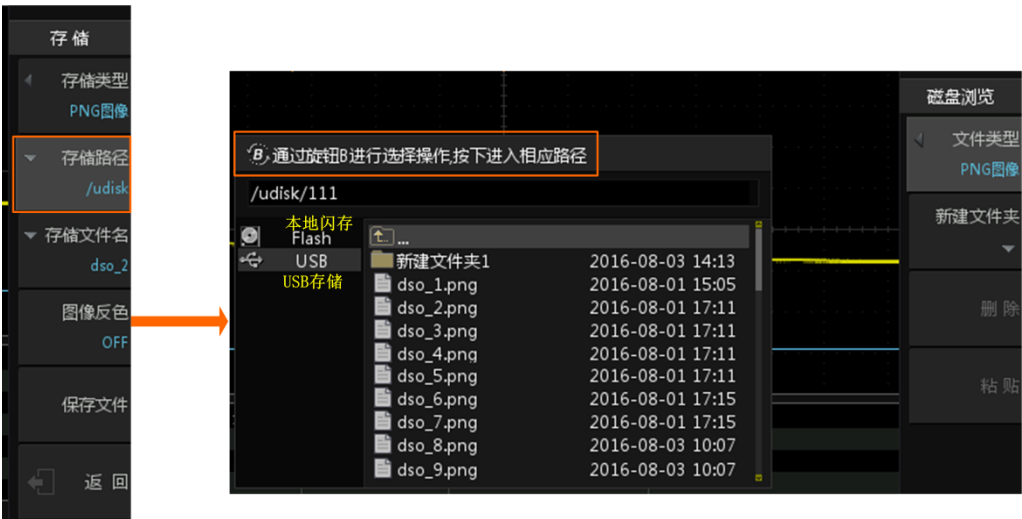 存 储
存储类型
PNG图像
存储路径
/udisk
存储文件名
dso_2
图像反色
OFF
保存文件
返 回
B 通过旋钮B进行选择操作,按下进入相应路径
/udisk/111
本地闪存
Flash
USB
USB存储
...
新建文件夹1 2016-08-03 14:13
dso_1.png 2016-08-01 15:05
dso_2.png 2016-08-01 17:11
dso_3.png 2016-08-01 17:11
dso_4.png 2016-08-01 17:11
dso_5.png 2016-08-01 17:11
dso_6.png 2016-08-01 17:15
dso_7.png 2016-08-01 17:15
dso_8.png 2016-08-03 10:07
dso_9.png 2016-08-03 10:07
磁盘浏览
文件类型
PNG图像
新建文件夹
删 除
粘 贴